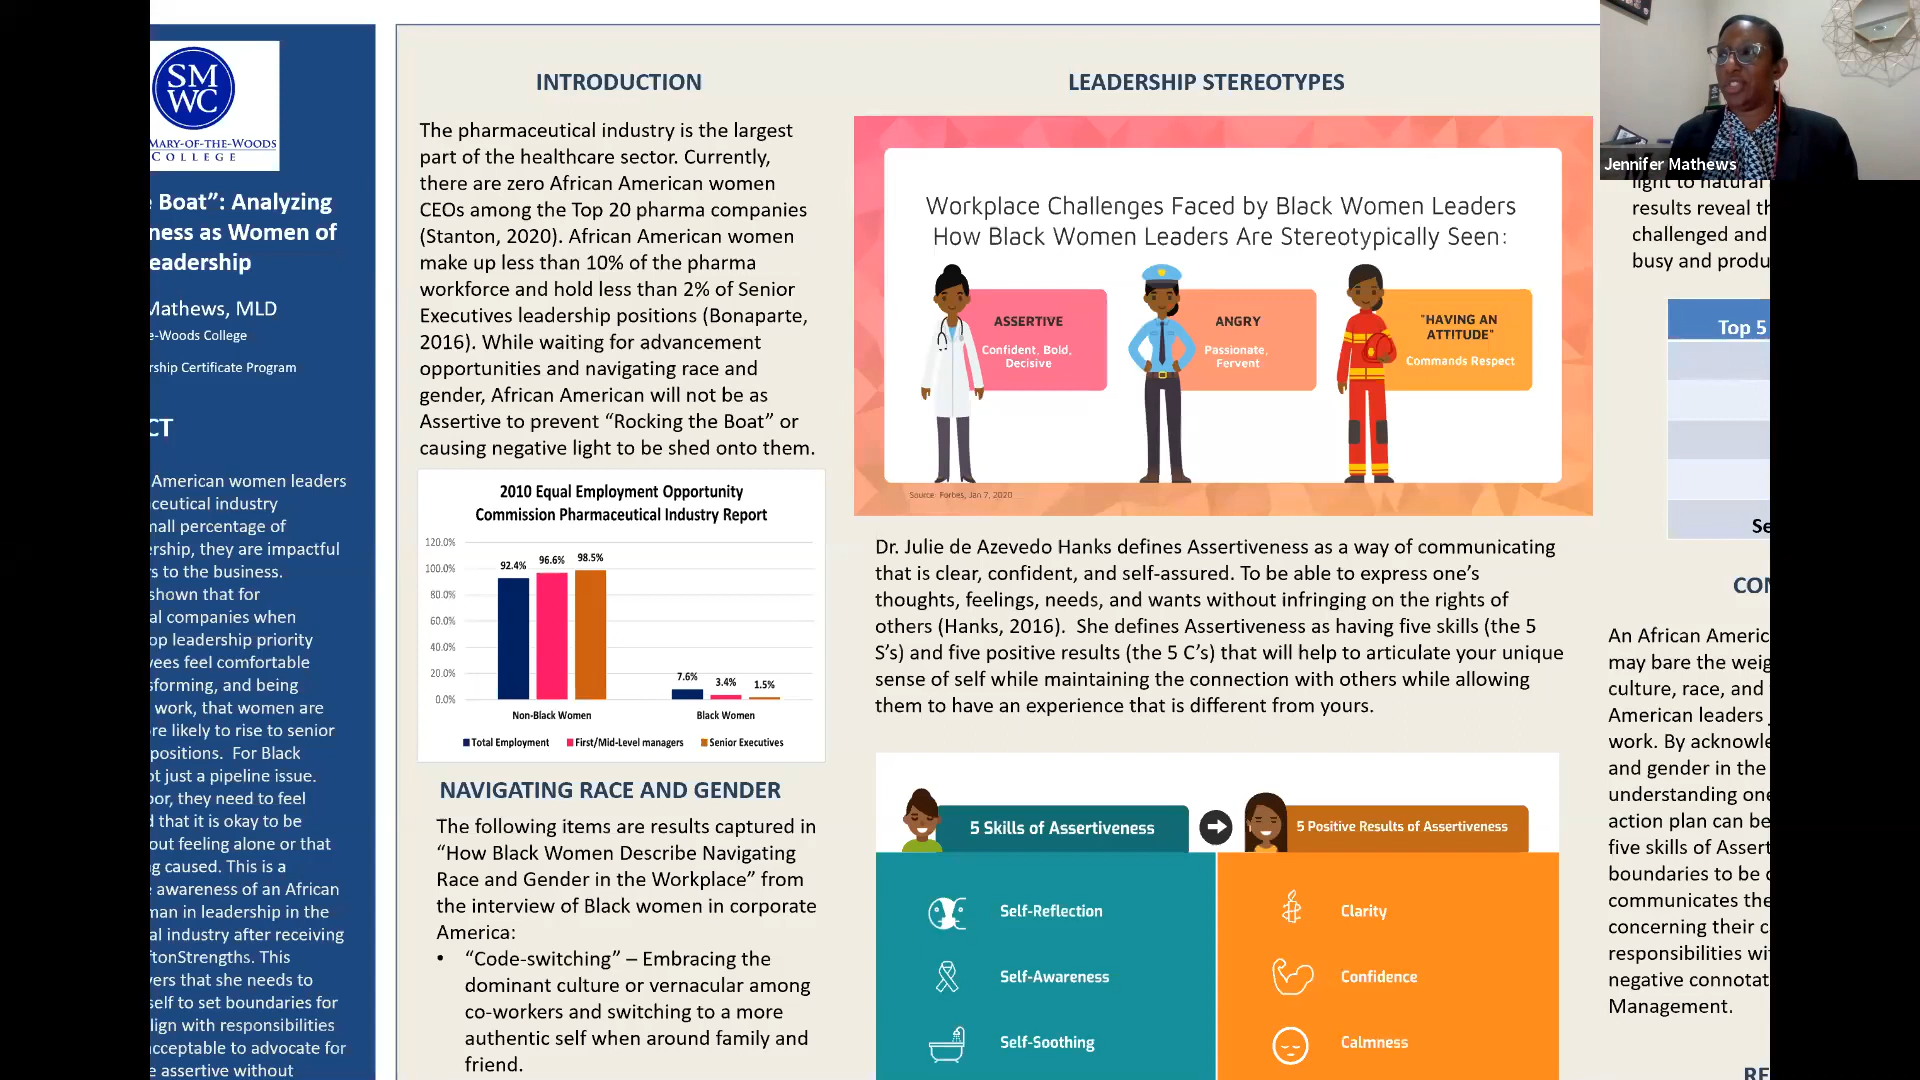 SMWC
MARY-OF-THE-WOODS
COLLEGE
Boat”: Analyzing
ness as Women of
eadership
Mathews, MLD
e-Woods College
rship Certificate Program
CT
American women leaders
ceutical industry
mall percentage of
ership, they are impactful
rs to the business.
shown that for
al companies when
op leadership priority
yees feel comfortable
sforming, and being
work, that women are
re likely to rise to senior
positions.  For Black
ot just a pipeline issue.
oor, they need to feel
d that it is okay to be
out feeling alone or that
g caused. This is a
awareness of an African
man in leadership in the
al industry after receiving
ftonStrengths. This
vers that she needs to
self to set boundaries for
lign with responsibilities
acceptable to advocate for
e assertive without
INTRODUCTION
The pharmaceutical industry is the largest
part of the healthcare sector. Currently,
there are zero African American women
CEOs among the Top 20 pharma companies
(Stanton, 2020). African American women
make up less than 10% of the pharma
workforce and hold less than 2% of Senior
Executives leadership positions (Bonaparte,
2016). While waiting for advancement
opportunities and navigating race and
gender, African American will not be as
Assertive to prevent “Rocking the Boat” or
causing negative light to be shed onto them.
2010 Equal Employment Opportunity
Commission Pharmaceutical Industry Report
120.0%
100.0%
80.0%
60.0%
40.0%
20.0%
0.0%
92.4%
96.6%
98.5%
7.6%
3.4%
1.5%
Non-Black Women
Black Women
Total Employment
First/Mid-Level managers
Senior Executives
NAVIGATING RACE AND GENDER
The following items are results captured in
“How Black Women Describe Navigating
Race and Gender in the Workplace” from
the interview of Black women in corporate
America:
• “Code-switching” – Embracing the
dominant culture or vernacular among
co-workers and switching to a more
authentic self when around family and
friend.
LEADERSHIP STEREOTYPES
Workplace Challenges Faced by Black Women Leaders
How Black Women Leaders Are Stereotypically Seen:
ASSERTIVE
Confident, Bold,
Decisive
ANGRY
Passionate,
Fervent
"HAVING AN
ATTITUDE"
Commands Respect
Source: Forbes, Jan 7, 2020
Dr. Julie de Azevedo Hanks defines Assertiveness as a way of communicating
that is clear, confident, and self-assured. To be able to express one’s
thoughts, feelings, needs, and wants without infringing on the rights of
others (Hanks, 2016).  She defines Assertiveness as having five skills (the 5
S’s) and five positive results (the 5 C’s) that will help to articulate your unique
sense of self while maintaining the connection with others while allowing
them to have an experience that is different from yours.
5 Skills of Assertiveness
Self-Reflection
Self-Awareness
Self-Soothing
5 Positive Results of Assertiveness
Clarity
Confidence
Calmness
Jennifer Mathews
light to natural
results reveal th
challenged and
busy and produ
Top 5
Se
CON
An African Americ
may bare the weig
culture, race, and
American leaders
work. By acknowle
and gender in the
understanding one
action plan can be
five skills of Assert
boundaries to be
communicates the
concerning their c
responsibilities wi
negative connotat
Management.
RE